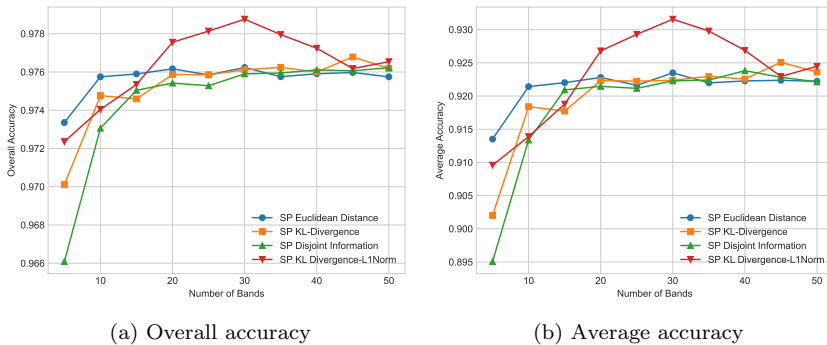 0.978
0.976
0.974
0.972
0.970
0.968
0.966
Overall Accuracy
10
20
30
40
50
Number of Bands
SP Euclidean Distance
SP KL-Divergence
SP Disjoint Information
SP KL Divergence-L1Norm
(a) Overall accuracy
0.930
0.925
0.920
0.915
0.910
0.905
0.900
0.895
Average Accuracy
10
20
30
40
50
Number of Bands
SP Euclidean Distance
SP KL-Divergence
SP Disjoint Information
SP KL Divergence-L1Norm
(b) Average accuracy